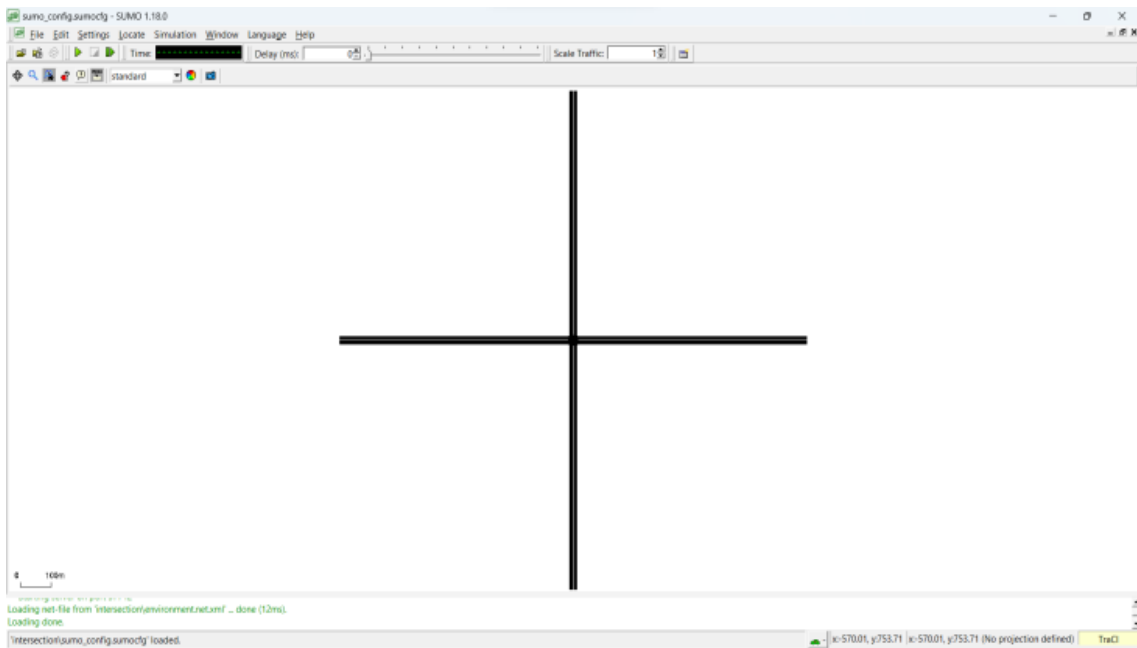 sumo_config.sumocfg - SUMO 1.18.0
File Edit Settings Locate Simulation Window Language Help
Time: Delay (ms): 0 Scale Traffic: 1
standard
0 100m
Loading net-file from 'intersection\environment.net.xml' ... done (12ms).
Loading done.
'intersection\sumo_config.sumocfg' loaded.
x:-570.01, y:753.71 x:-570.01, y:753.71 (No projection defined) TraCI